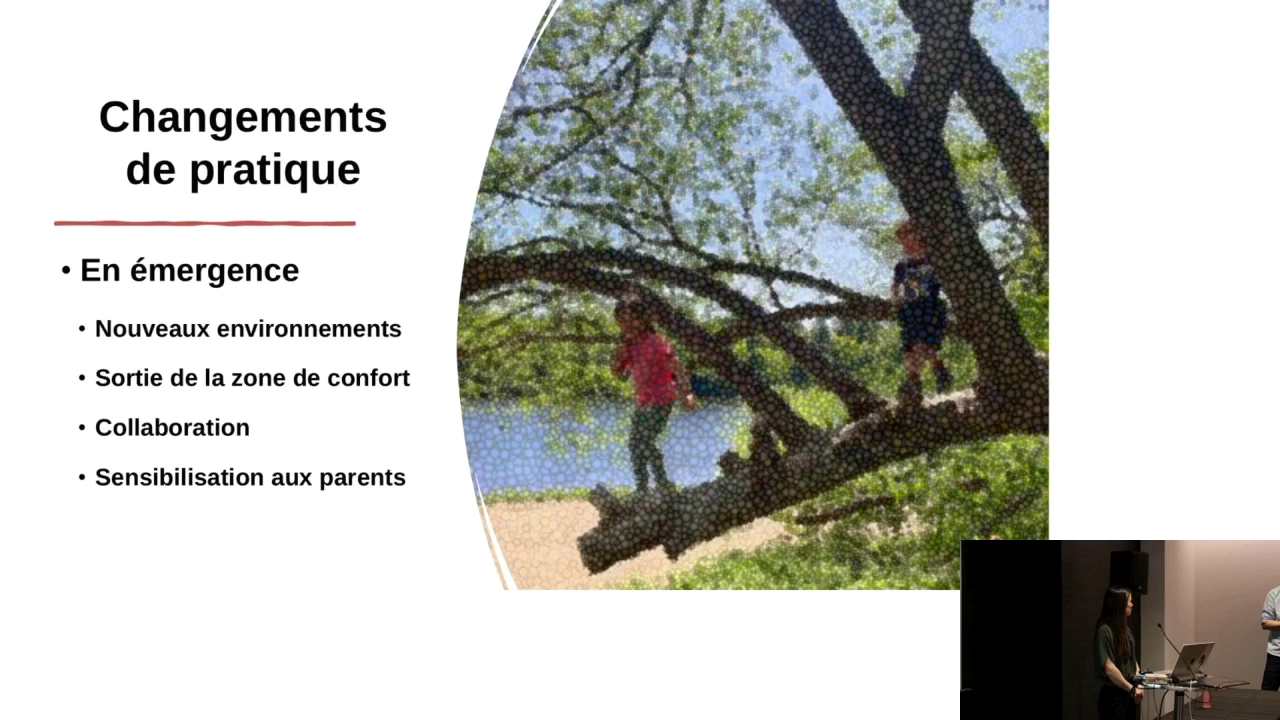 Changements
de pratique
• En émergence
• Nouveaux environnements
• Sortie de la zone de confort
• Collaboration
• Sensibilisation aux parents